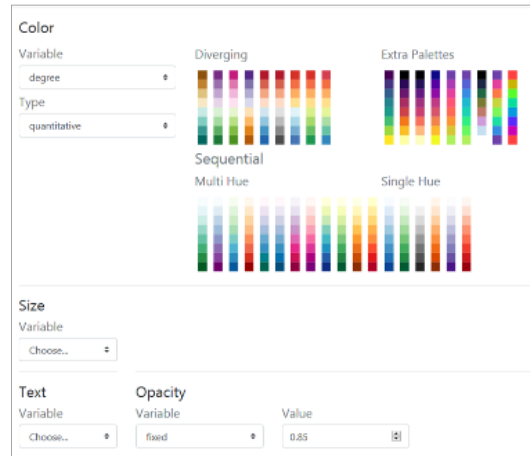 Color
Variable
degree
Type
quantitative
Diverging
Extra Palettes
Sequential
Multi Hue
Single Hue
Size
Variable
Choose...
Text
Variable
Choose...
Opacity
Variable
fixed
Value
0.85